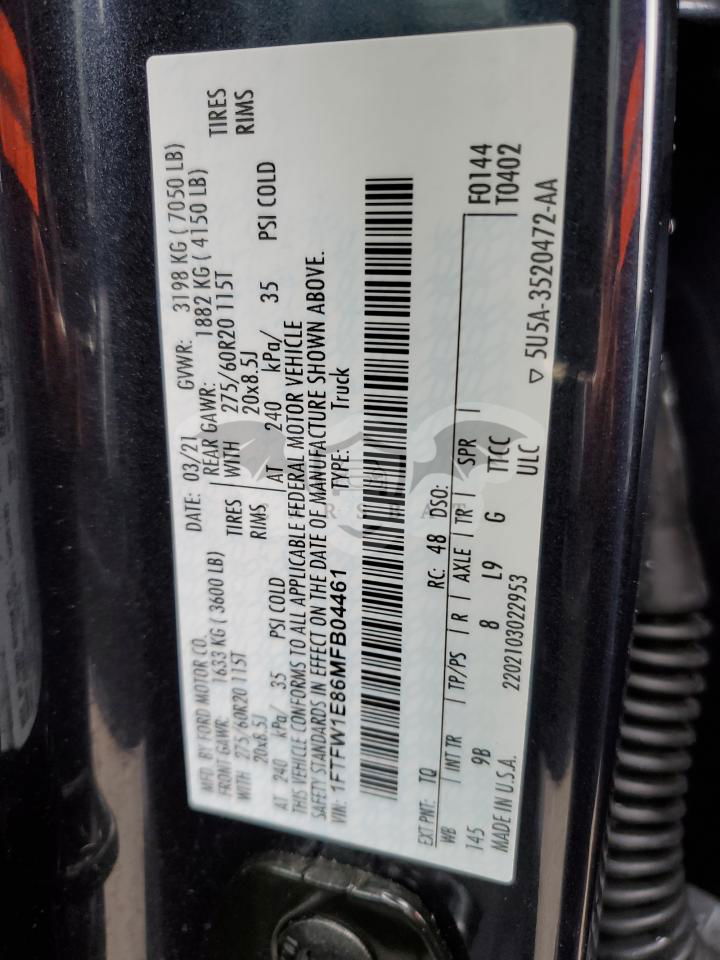 MFD. BY FORD MOTOR CO. DATE: 03/21 GVWR: 3198 KG ( 7050 LB)
FRONT GAWR: 1633 KG ( 3600 LB) REAR GAWR: 1882 KG ( 4150 LB)
WITH 275/60R20 115T TIRES WITH 275/60R20 115T TIRES
20x8.5J RIMS 20x8.5J RIMS
AT 240 kPa/ 35 PSI COLD AT 240 kPa/ 35 PSI COLD
THIS VEHICLE CONFORMS TO ALL APPLICABLE FEDERAL MOTOR VEHICLE
SAFETY STANDARDS IN EFFECT ON THE DATE OF MANUFACTURE SHOWN ABOVE.
VIN: 1FTFW1E86MFB04461 TYPE: Truck
EXT PNT: TQ RC: 48 DSO: F0144
WB INT TR TP/PS R AXLE TR SPR T0402
145 9B 8 L9 G TTCC
MADE IN U.S.A. 2202103022953 ULC
5U5A-3520472-AA